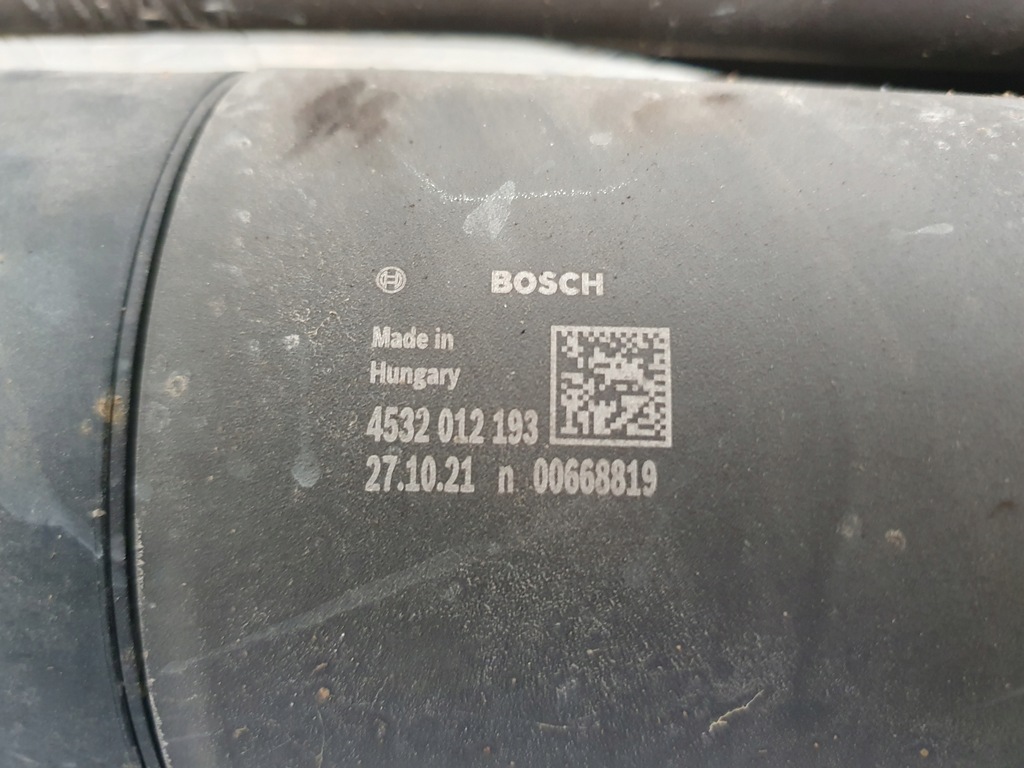 BOSCH
Made in
Hungary
4532 012 193
27.10.21 n 00668819